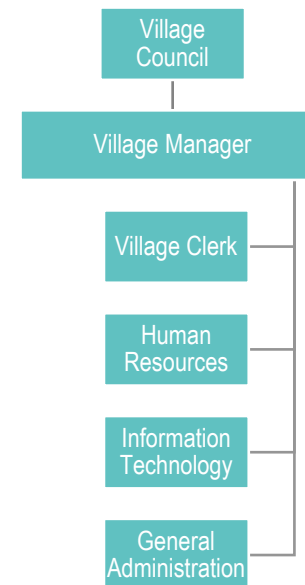 Village
Council
Village Manager
Village Clerk
Human
Resources
Information
Technology
General
Administration